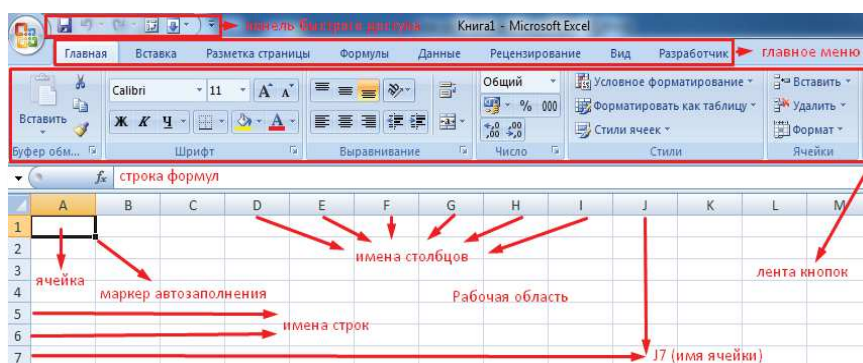 панель быстрого доступа
Книга1 - Microsoft Excel
Главная Вставка Разметка страницы Формулы Данные Рецензирование Вид Разработчик главное меню
Вставить
Calibri 11
Общий
Условное форматирование
Вставить
Ж К Ч
% 000
Форматировать как таблицу
Удалить
Стили ячеек
Формат
Буфер обм... Шрифт Выравнивание Число Стили Ячейки
fx строка формул
A B C D E F G H I J K L M
1
2
имена столбцов
3
ячейка
лента кнопок
4
маркер автозаполнения
Рабочая область
5
имена строк
6
7
J7 (имя ячейки)